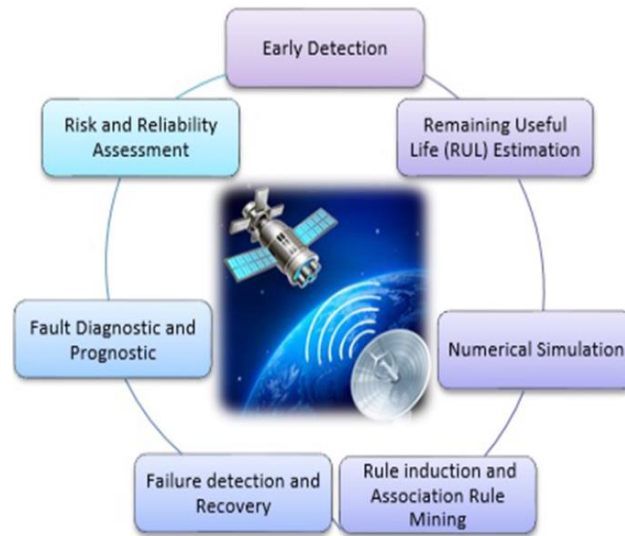 Early Detection
Remaining Useful
Life (RUL) Estimation
Numerical Simulation
Rule induction and
Association Rule
Mining
Failure detection and
Recovery
Fault Diagnostic and
Prognostic
Risk and Reliability
Assessment